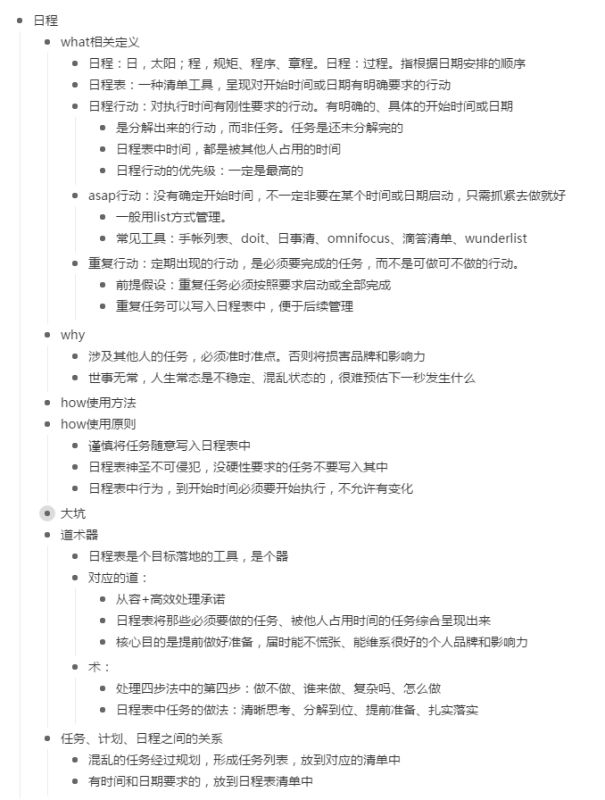 日程
what相关定义
日程：日，太阳；程，规矩、程序、章程。日程：过程。指根据日期安排的顺序
日程表：一种清单工具，呈现对开始时间或日期有明确要求的行动
日程行动：对执行时间有刚性要求的行动。有明确的、具体的开始时间或日期
是分解出来的行动，而非任务。任务是还未分解完的
日程表中时间，都是被其他人占用的时间
日程行动的优先级：一定是最高的
asap行动：没有确定开始时间，不一定非要在某个时间或日期启动，只需抓紧去做就好
一般用list方式管理。
常见工具：手帐列表、doit、日事清、omnifocus、滴答清单、wunderlist
重复行动：定期出现的行动，是必须要完成的任务，而不是可做可不做的行动。
前提假设：重复任务必须按照要求启动或全部完成
重复任务可以写入日程表中，便于后续管理
why
涉及其他人的任务，必须准时准点。否则将损害品牌和影响力
世事无常，人生常态是不稳定、混乱状态的，很难预估下一秒发生什么
how使用方法
how使用原则
谨慎将任务随意写入日程表中
日程表神圣不可侵犯，没硬性要求的任务不要写入其中
日程表中行为，到开始时间必须要开始执行，不允许有变化
大坑
道术器
日程表是个目标落地的工具，是个器
对应的道：
从容+高效处理承诺
日程表将那些必须要做的任务、被他人占用时间的任务综合呈现出来
核心目的是提前做好准备，届时能不慌张、能维系很好的个人品牌和影响力
术：
处理四步法中的第四步：做不做、谁来做、复杂吗、怎么做
日程表中任务的做法：清晰思考、分解到位、提前准备、扎实落实
任务、计划、日程之间的关系
混乱的任务经过规划，形成任务列表，放到对应的清单中
有时间和日期要求的，放到日程表清单中